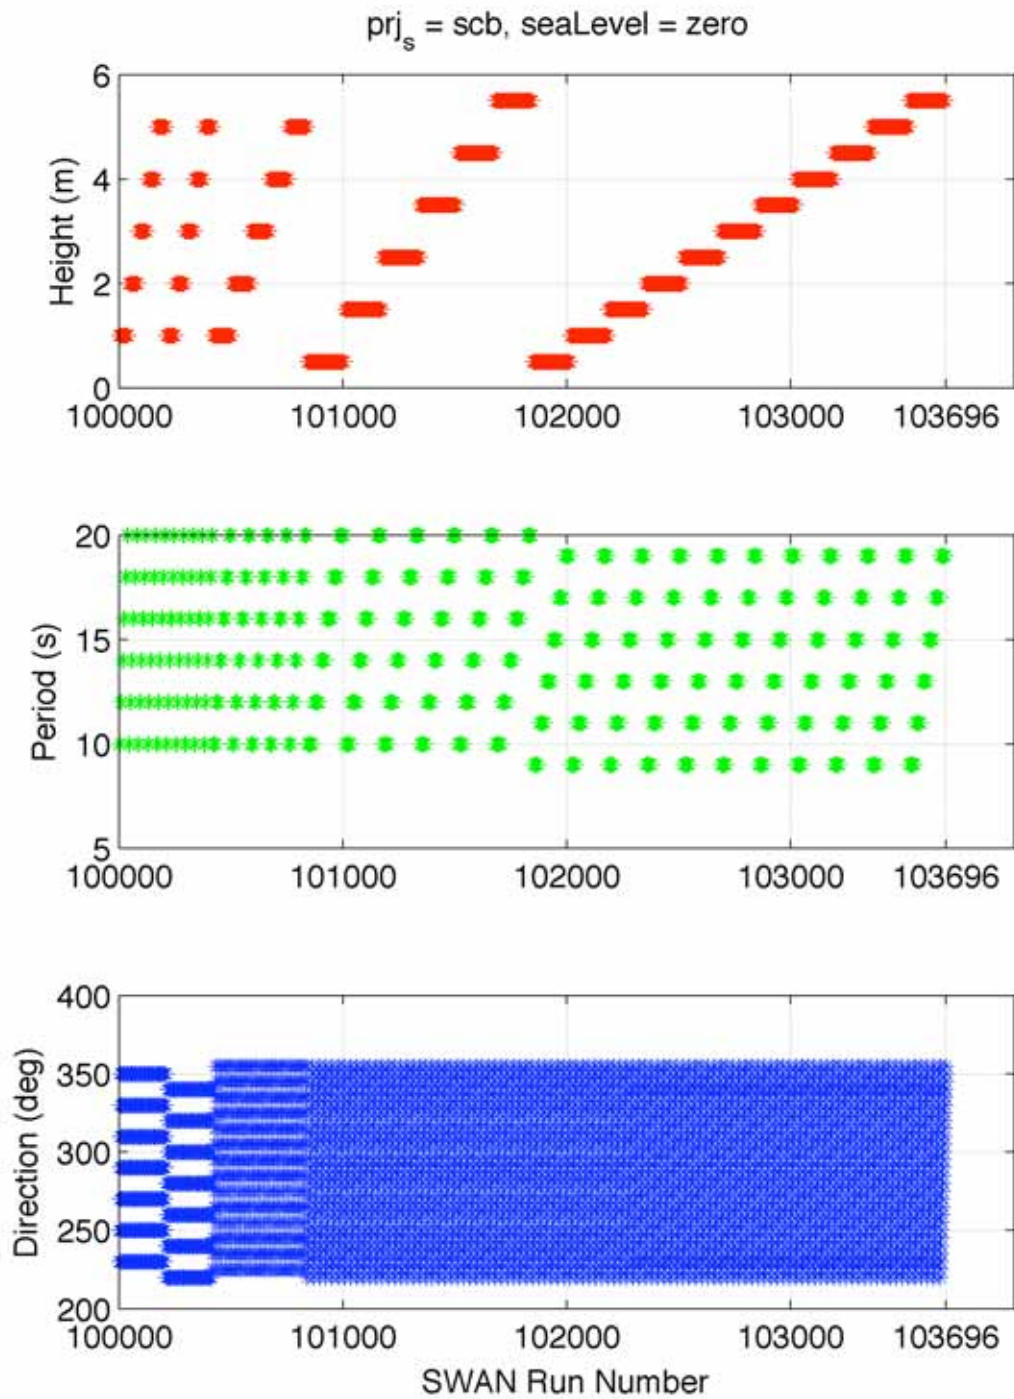 prj_s = scb, seaLevel = zero
6
4
2
0
Height (m)
100000 101000 102000 103000 103696
20
15
10
5
Period (s)
100000 101000 102000 103000 103696
400
350
300
250
200
Direction (deg)
100000 101000 102000 103000 103696
SWAN Run Number